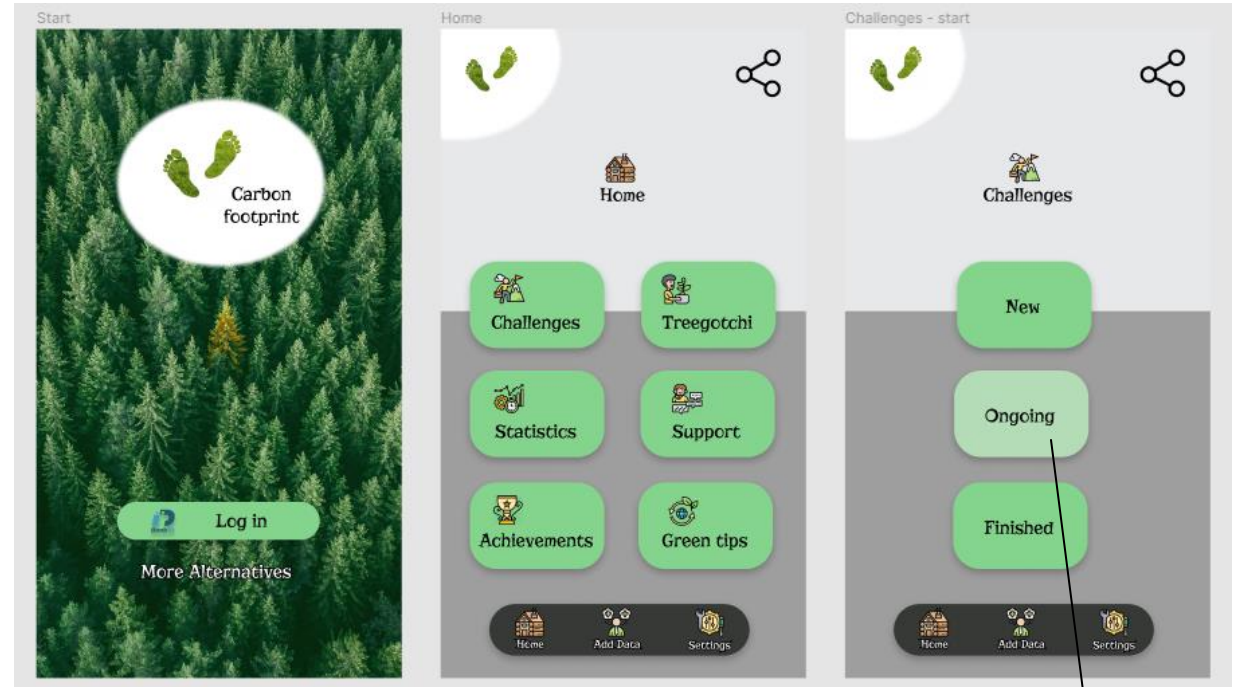 Start
Home
Challenges - start
Carbon
footprint
Log in
More Alternatives
Home
Challenges
Treegotchi
Statistics
Support
Achievements
Green tips
Home
Add Data
Settings
Challenges
New
Ongoing
Finished
Home
Add Data
Settings